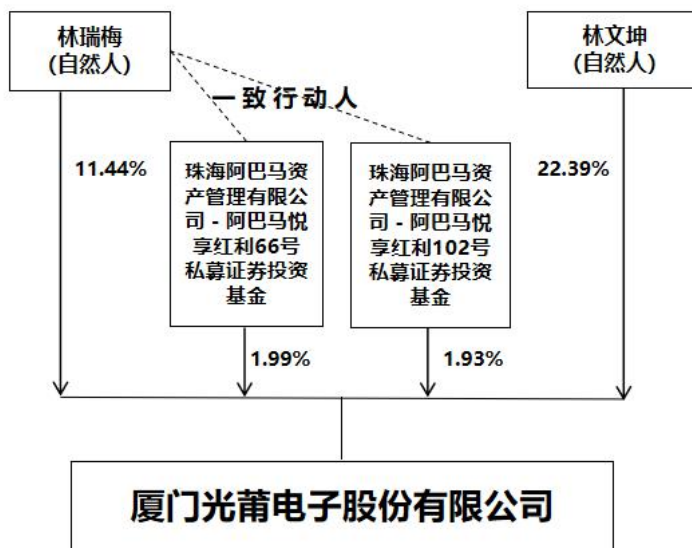 林瑞梅
(自然人)
林文坤
(自然人)
一致行动人
11.44%
珠海阿巴马资
产管理有限公
司-阿巴马悦
享红利66号
私募证券投资
基金
珠海阿巴马资
产管理有限公
司-阿巴马悦
享红利102号
私募证券投资
基金
22.39%
1.99%
1.93%
厦门光莆电子股份有限公司